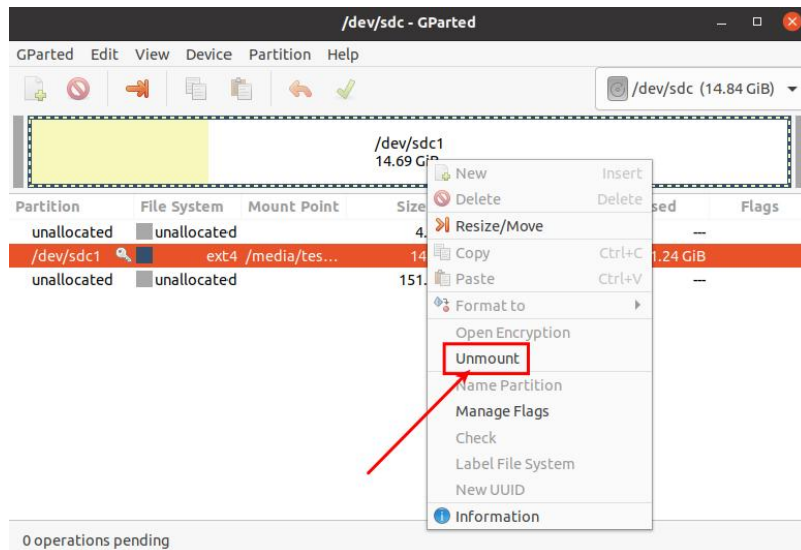 /dev/sdc - GParted
GParted Edit View Device Partition Help
/dev/sdc (14.84 GiB)
/dev/sdc1
14.69 GiB
Partition File System Mount Point Size sed Flags
unallocated unallocated 4. ---
/dev/sdc1 ext4 /media/tes... 14 1.24 GiB
unallocated unallocated 151. ---
New Insert
Delete Delete
Resize/Move
Copy Ctrl+C
Paste Ctrl+V
Format to
Open Encryption
Unmount
Name Partition
Manage Flags
Check
Label File System
New UUID
Information
0 operations pending